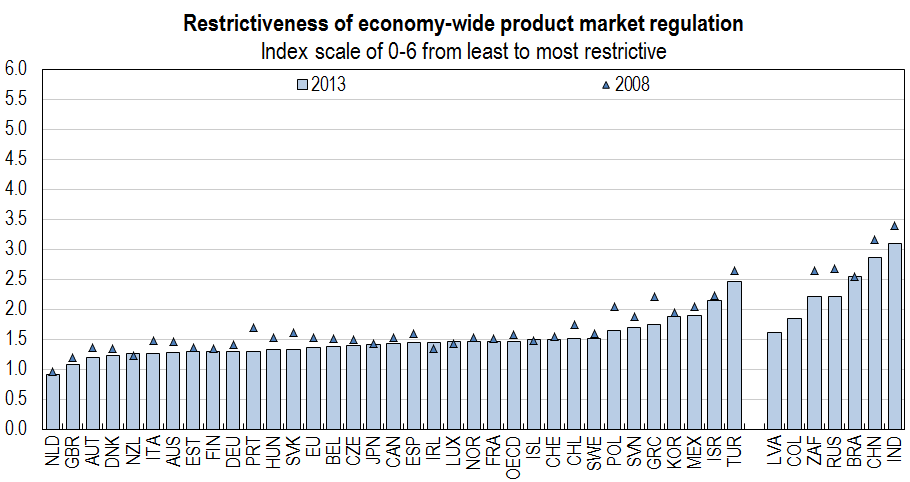 Restrictiveness of economy-wide product market regulation
Index scale of 0-6 from least to most restrictive
2013
2008
6.0
5.5
5.0
4.5
4.0
3.5
3.0
2.5
2.0
1.5
1.0
0.5
0.0
NLD
GBR
AUT
DNK
NZL
ITA
AUS
EST
FIN
DEU
PRT
HUN
SVK
EU
BEL
CZE
JPN
CAN
ESP
IRL
LUX
NOR
FRA
OECD
ISL
CHE
CHL
SWE
POL
SVN
GRC
KOR
MEX
ISR
TUR
LVA
COL
ZAF
RUS
BRA
CHN
IND